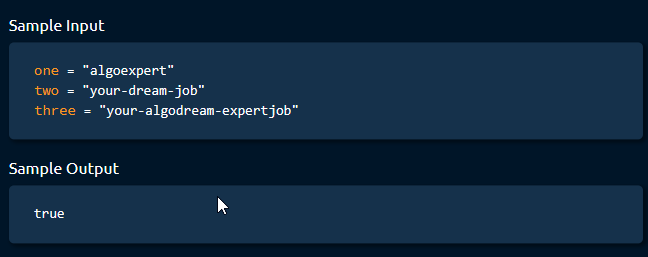 Sample Input
one = "algoexpert"
two = "your-dream-job"
three = "your-algodream-expertjob"
Sample Output
true